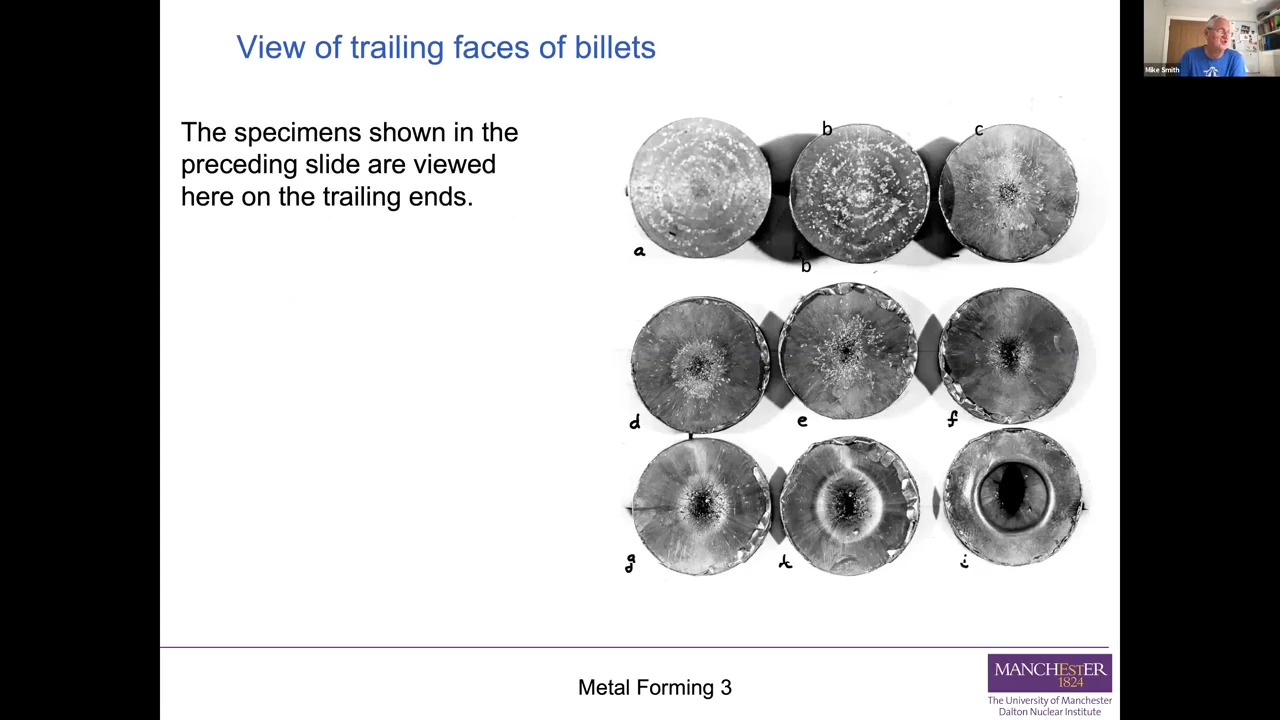 View of trailing faces of billets
Mike Smith
The specimens shown in the
preceding slide are viewed
here on the trailing ends.
b
c
a
b
d
e
f
g
h
i
Metal Forming 3
MANCHESTER
1824
The University of Manchester
Dalton Nuclear Institute